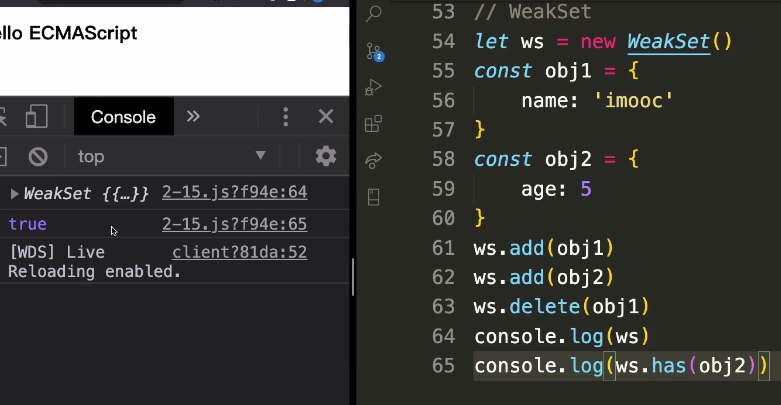 ello ECMAScript
Console
top
WeakSet {{…}} 2-15.js?f94e:64
true 2-15.js?f94e:65
[WDS] Live client?81da:52
Reloading enabled.
2
53 // WeakSet
54 let ws = new WeakSet()
55 const obj1 = {
56 name: 'imooc'
57 }
58 const obj2 = {
59 age: 5
60 }
61 ws.add(obj1)
62 ws.add(obj2)
63 ws.delete(obj1)
64 console.log(ws)
65 console.log(ws.has(obj2))